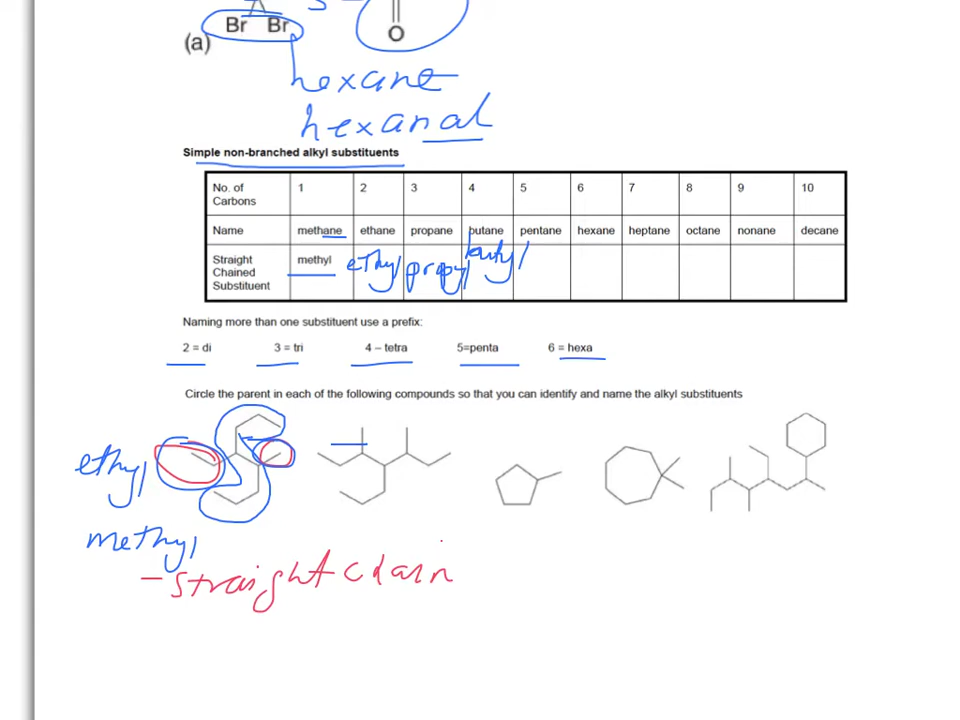 Br Br
O
(a)
hexane
hexanal
Simple non-branched alkyl substituents
No. of Carbons 1 2 3 4 5 6 7 8 9 10
Name methane ethane propane butane pentane hexane heptane octane nonane decane
Straight Chained Substituent methyl ethyl propyl butyl
Naming more than one substituent use a prefix:
2 = di 3 = tri 4 – tetra 5=penta 6 = hexa
Circle the parent in each of the following compounds so that you can identify and name the alkyl substituents
ethyl
methyl
- straight chain